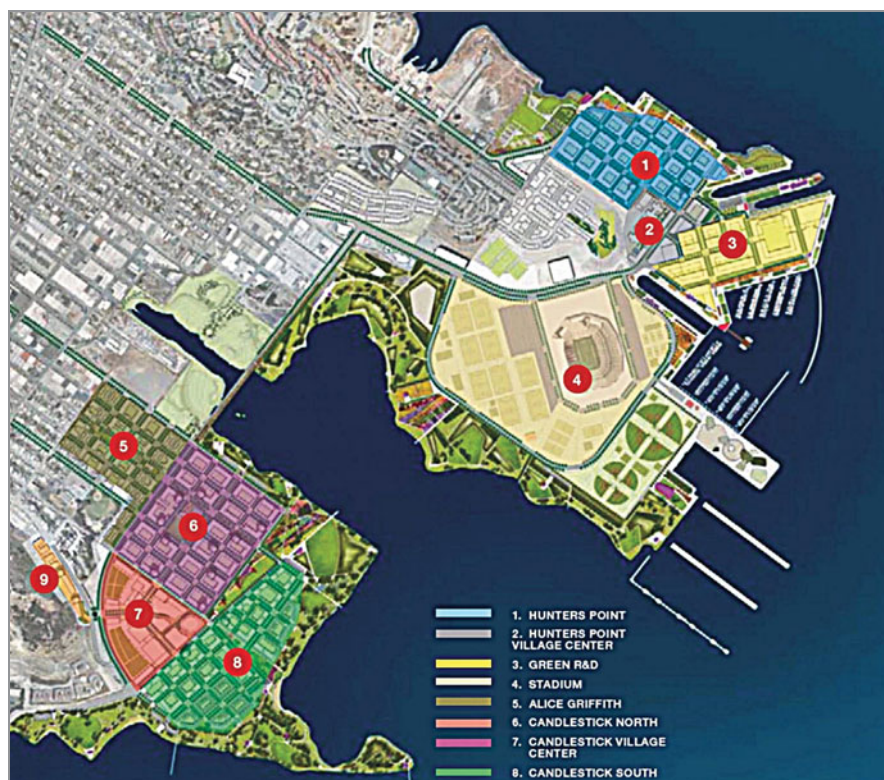 1
2
3
4
5
6
7
8
9
1. HUNTERS POINT
2. HUNTERS POINT
VILLAGE CENTER
3. GREEN R&D
4. STADIUM
5. ALICE GRIFFITH
6. CANDLESTICK NORTH
7. CANDLESTICK VILLAGE
CENTER
8. CANDLESTICK SOUTH